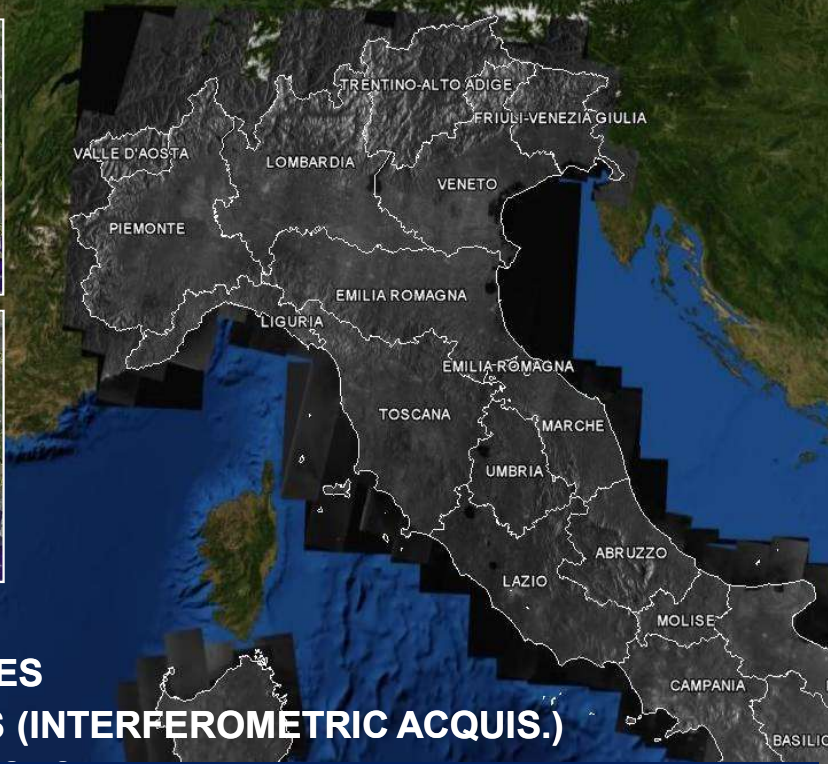 TRENTINO-ALTO ADIGE
FRIULI-VENEZIA GIULIA
VALLE D'AOSTA
LOMBARDIA
VENETO
PIEMONTE
EMILIA ROMAGNA
LIGURIA
EMILIA-ROMAGNA
TOSCANA
MARCHE
UMBRIA
ABRUZZO
LAZIO
MOLISE
CAMPANIA
BASILIC
ES
S (INTERFEROMETRIC ACQUIS.)